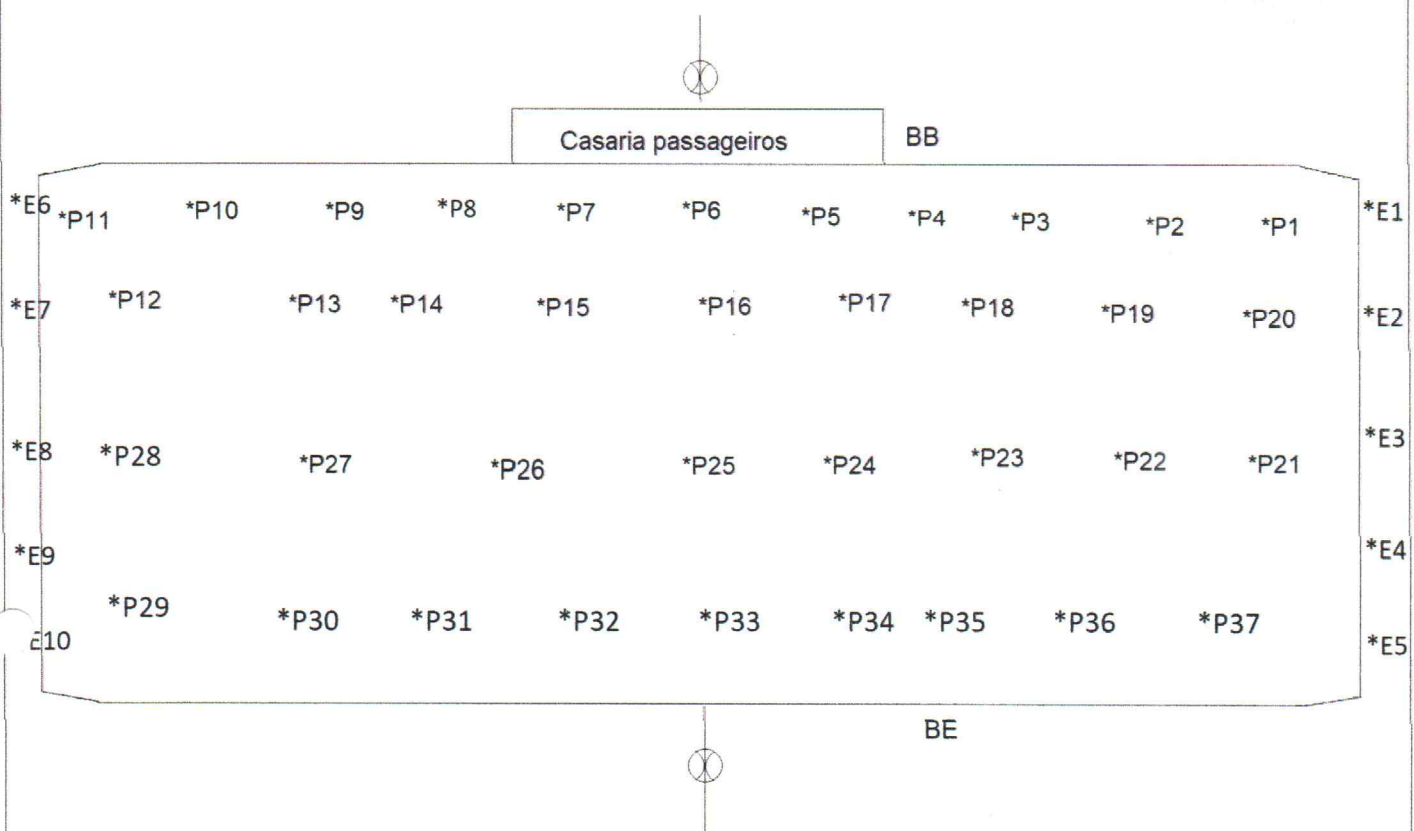 Casaria passageiros BB
*E6 *P11 *P10 *P9 *P8 *P7 *P6 *P5 *P4 *P3 *P2 *P1 *E1
*E7 *P12 *P13 *P14 *P15 *P16 *P17 *P18 *P19 *P20 *E2
*E8 *P28 *P27 *P26 *P25 *P24 *P23 *P22 *P21 *E3
*E9 *E4
*P29 *P30 *P31 *P32 *P33 *P34 *P35 *P36 *P37
E10 *E5
BE